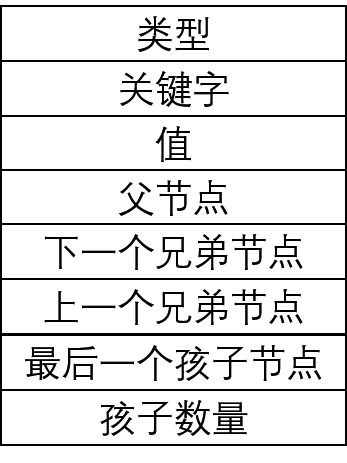 类型
关键字
值
父节点
下一个兄弟节点
上一个兄弟节点
最后一个孩子节点
孩子数量